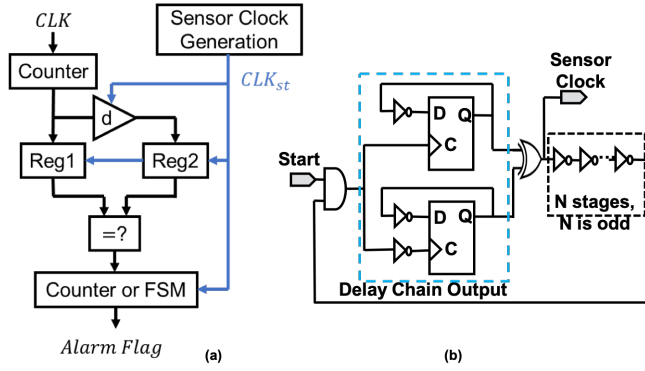 CLK
Sensor Clock
Generation
Counter
CLK_st
d
Reg1
Reg2
=?
Counter or FSM
Alarm Flag
(a)
Sensor
Clock
Start
D Q
C
D Q
C
N stages,
N is odd
Delay Chain Output
(b)